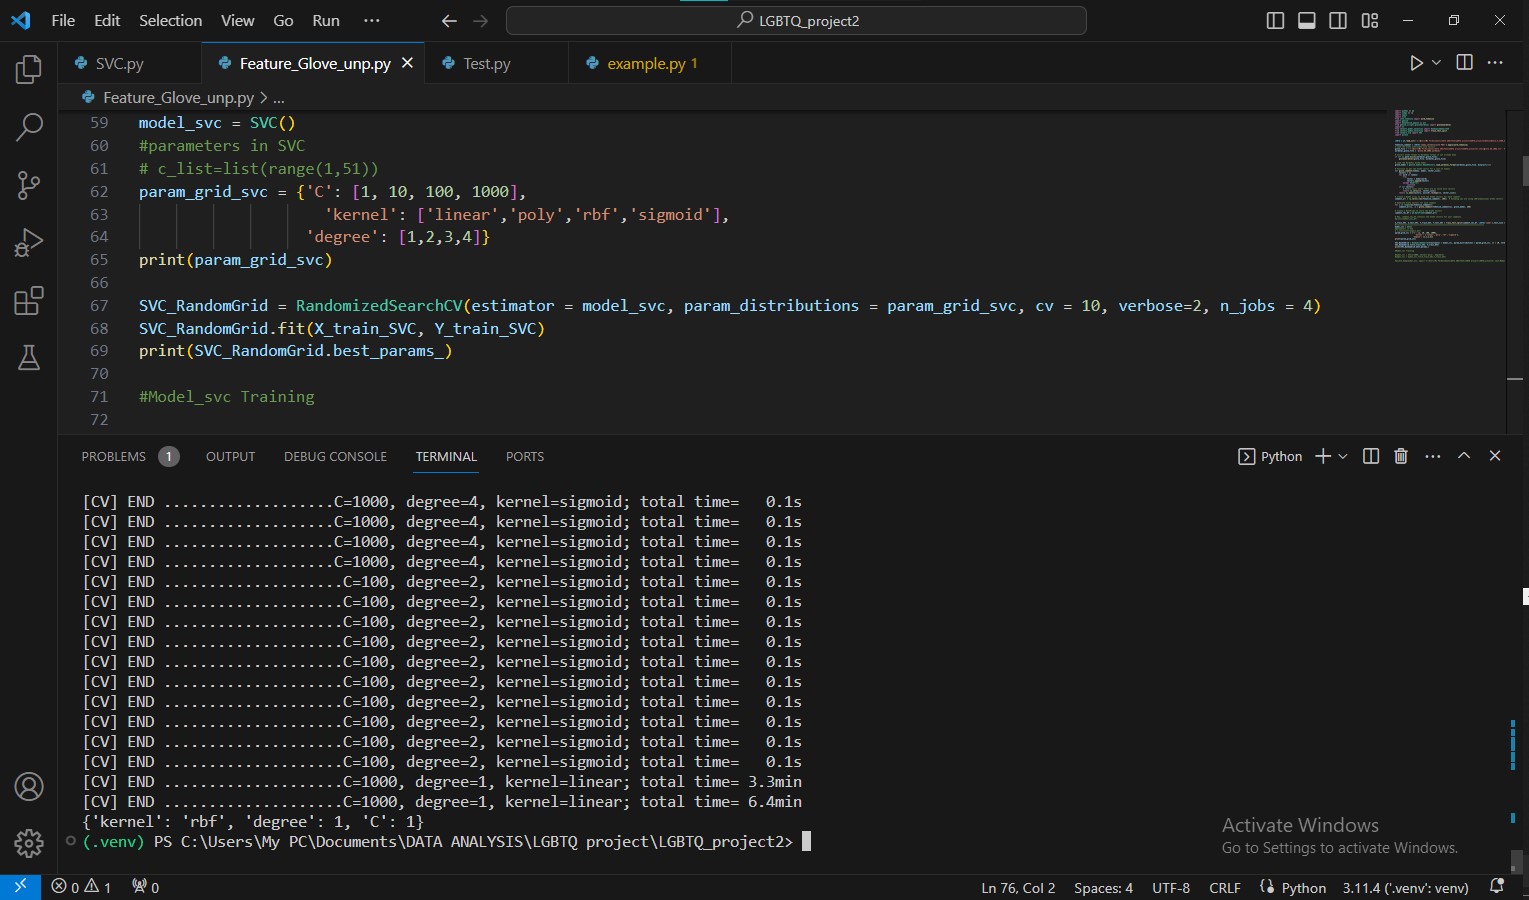 File Edit Selection View Go Run ... LGBTQ_project2
SVC.py Feature_Glove_unp.py Test.py example.py 1
Feature_Glove_unp.py > ...
59 model_svc = SVC()
60 #parameters in SVC
61 # c_list=list(range(1,51))
62 param_grid_svc = {'C': [1, 10, 100, 1000],
63 'kernel': ['linear','poly','rbf','sigmoid'],
64 'degree': [1,2,3,4]}
65 print(param_grid_svc)
66
67 SVC_RandomGrid = RandomizedSearchCV(estimator = model_svc, param_distributions = param_grid_svc, cv = 10, verbose=2, n_jobs = 4)
68 SVC_RandomGrid.fit(X_train_SVC, Y_train_SVC)
69 print(SVC_RandomGrid.best_params_)
70
71 #Model_svc Training
72
PROBLEMS 1 OUTPUT DEBUG CONSOLE TERMINAL PORTS Python
[CV] END ...................C=1000, degree=4, kernel=sigmoid; total time=   0.1s
[CV] END ...................C=1000, degree=4, kernel=sigmoid; total time=   0.1s
[CV] END ...................C=1000, degree=4, kernel=sigmoid; total time=   0.1s
[CV] END ...................C=1000, degree=4, kernel=sigmoid; total time=   0.1s
[CV] END ....................C=100, degree=2, kernel=sigmoid; total time=   0.1s
[CV] END ....................C=100, degree=2, kernel=sigmoid; total time=   0.1s
[CV] END ....................C=100, degree=2, kernel=sigmoid; total time=   0.1s
[CV] END ....................C=100, degree=2, kernel=sigmoid; total time=   0.1s
[CV] END ....................C=100, degree=2, kernel=sigmoid; total time=   0.1s
[CV] END ....................C=100, degree=2, kernel=sigmoid; total time=   0.1s
[CV] END ....................C=100, degree=2, kernel=sigmoid; total time=   0.1s
[CV] END ....................C=100, degree=2, kernel=sigmoid; total time=   0.1s
[CV] END ....................C=100, degree=2, kernel=sigmoid; total time=   0.1s
[CV] END ....................C=100, degree=2, kernel=sigmoid; total time=   0.1s
[CV] END ....................C=1000, degree=1, kernel=linear; total time= 3.3min
[CV] END ....................C=1000, degree=1, kernel=linear; total time= 6.4min
{'kernel': 'rbf', 'degree': 1, 'C': 1}
(.venv) PS C:\Users\My PC\Documents\DATA ANALYSIS\LGBTQ project\LGBTQ_project2>
Activate Windows
Go to Settings to activate Windows.
0 1 0 Ln 76, Col 2 Spaces: 4 UTF-8 CRLF Python 3.11.4 ('.venv': venv)